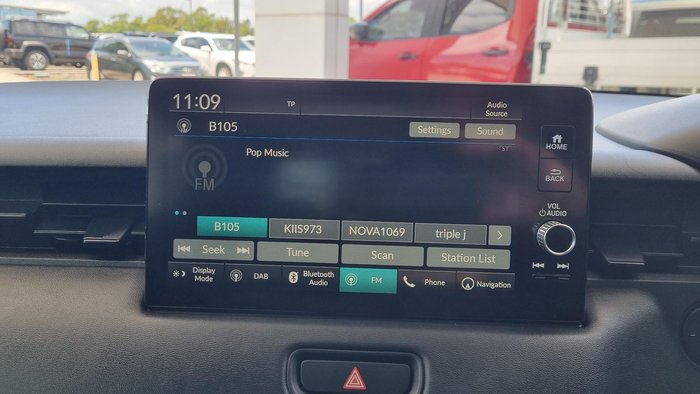 11:09
TP
Audio
Source
B105
Settings
Sound
HOME
Pop Music
"ST"
FM
BACK
VOL
AUDIO
B105
KIIS973
NOVA1069
triple j
Seek
Tune
Scan
Station List
Display
Mode
DAB
Bluetooth
Audio
FM
Phone
Navigation